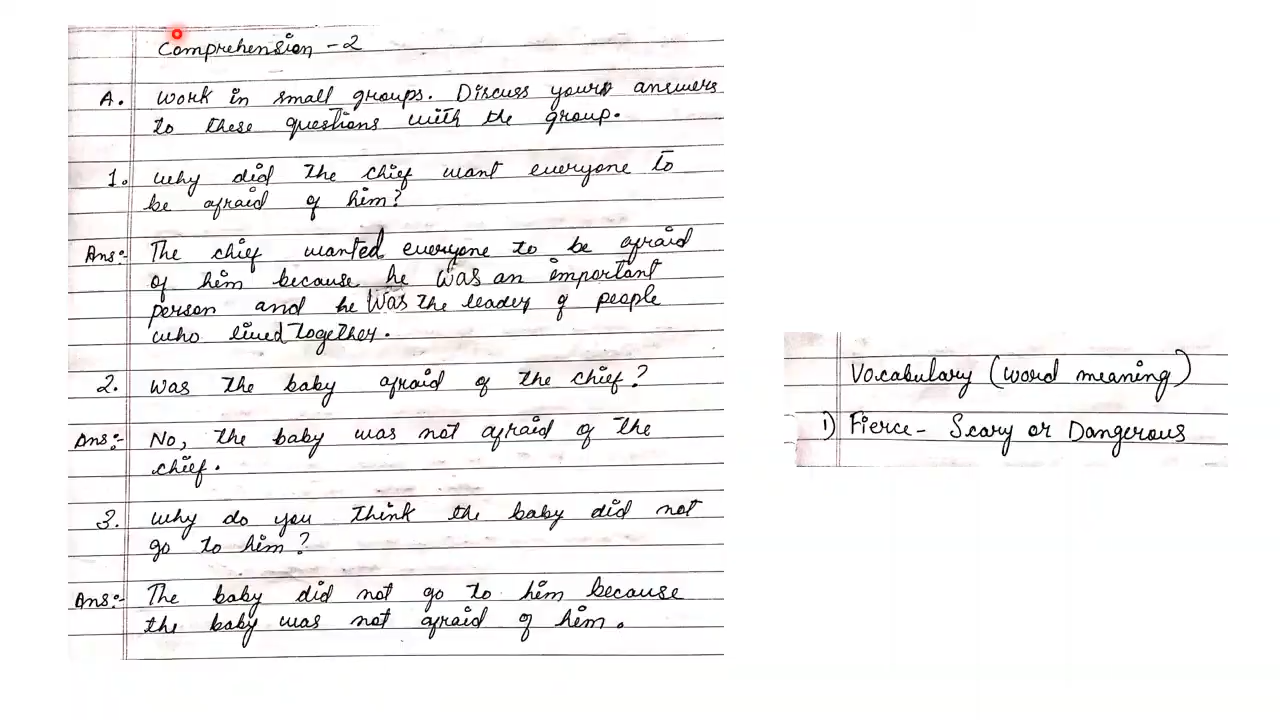 Comprehension - 2
A. Work in small groups. Discuss your answers
to these questions with the group.
1. Why did the chief want everyone to
be afraid of him?
Ans:- The chief wanted everyone to be afraid
of him because he was an important
person and he was the leader of people
who lived together.
2. Was the baby afraid of the chief?
Ans:- No, the baby was not afraid of the
chief.
3. Why do you think the baby did not
go to him?
Ans:- The baby did not go to him because
the baby was not afraid of him.
Vocabulary (word meaning)
1) Fierce - Scary or Dangerous